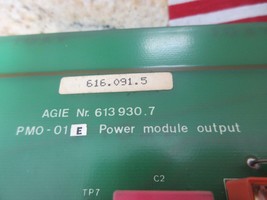 616.091.5
AGIE Nr. 613930.7
PMO-01 E Power module output
C2
TP7